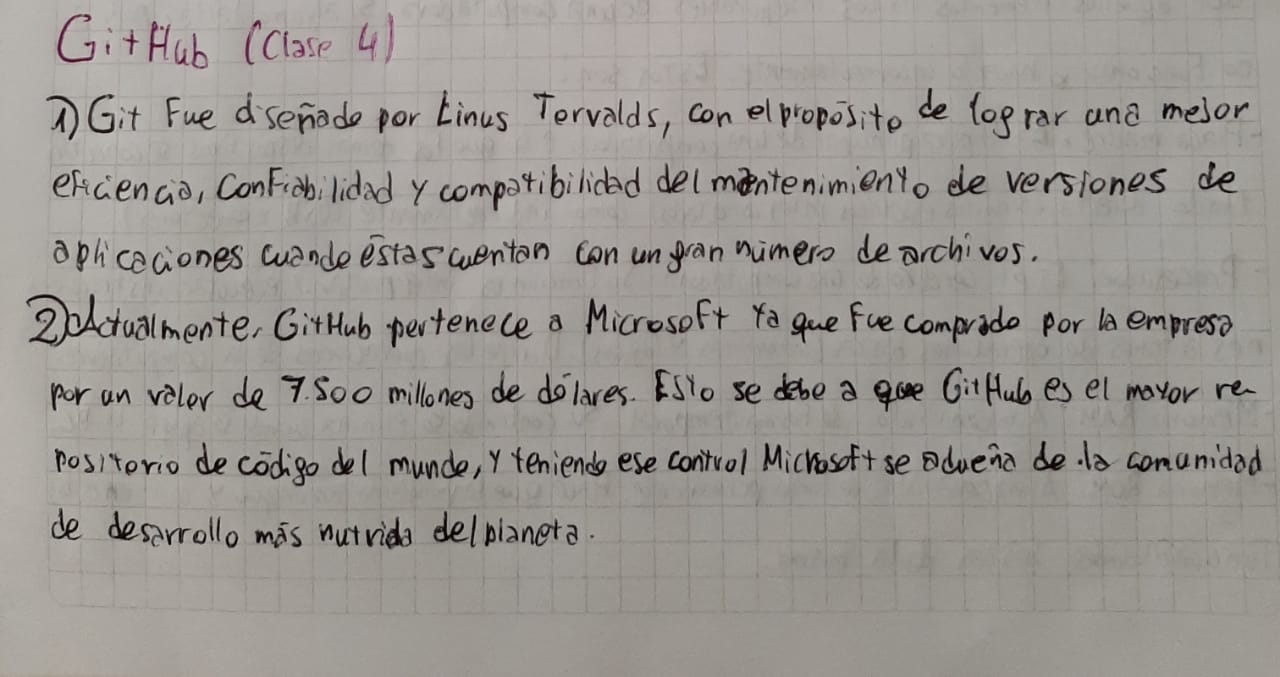 GitHub (Clase 4)
1) Git Fue diseñado por Linus Torvalds, con el propósito de lograr una mejor
eficiencia, Confiabilidad y compatibilidad del mantenimiento de versiones de
aplicaciones cuando éstas cuentan con un gran número de archivos.
2) Actualmente, GitHub pertenece a Microsoft ya que fue comprado por la empresa
por un valor de 7.500 millones de dólares. Esto se debe a que GitHub es el mayor re-
positorio de código del mundo, y teniendo ese control Microsoft se adueña de la comunidad
de desarrollo más nutrida del planeta.